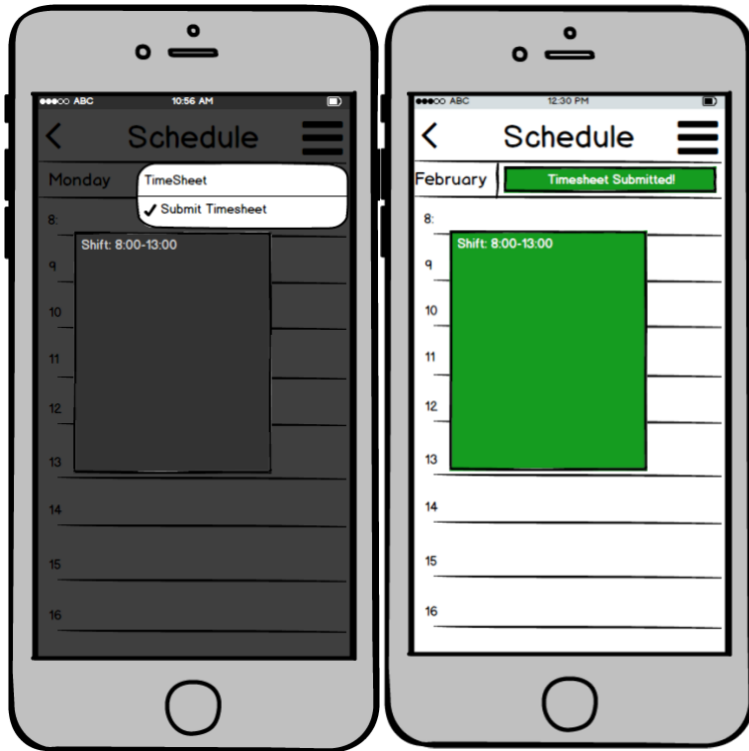 ABC 10:56 AM
Schedule
Monday
TimeSheet
✓ Submit Timesheet
8:
Shift: 8:00-13:00
9
10
11
12
13
14
15
16
ABC 12:30 PM
Schedule
February Timesheet Submitted!
8:
Shift: 8:00-13:00
9
10
11
12
13
14
15
16